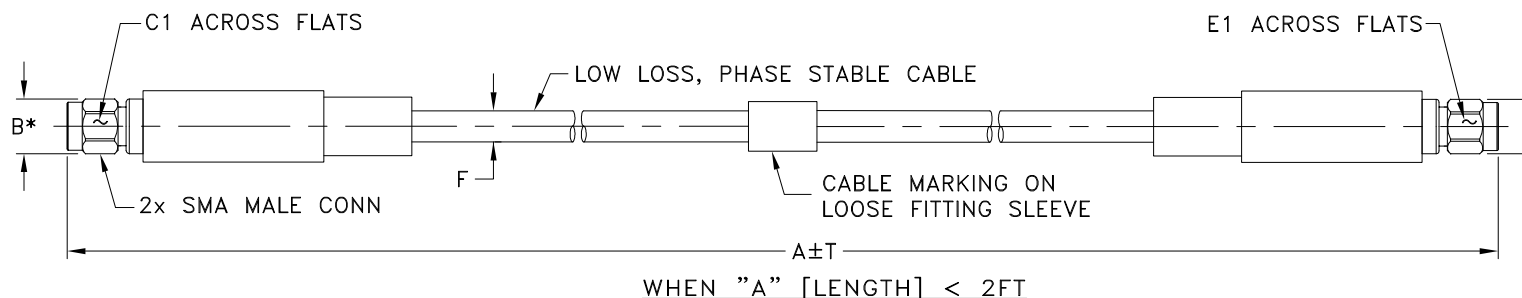 C1 ACROSS FLATS
E1 ACROSS FLATS
LOW LOSS, PHASE STABLE CABLE
B*
F
2x SMA MALE CONN
CABLE MARKING ON
LOOSE FITTING SLEEVE
A±T
WHEN "A" [LENGTH] < 2FT